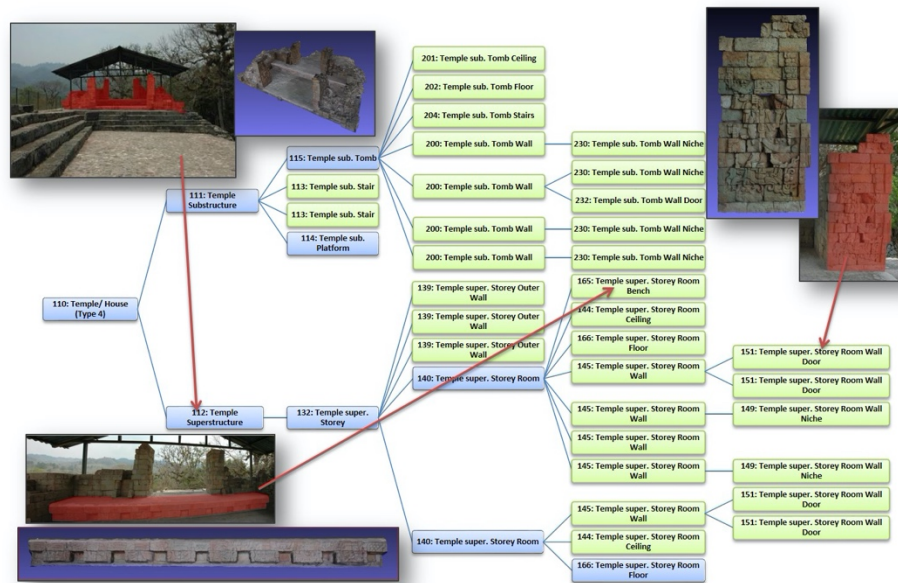 201: Temple sub. Tomb Ceiling
202: Temple sub. Tomb Floor
204: Temple sub. Tomb Stairs
115: Temple sub. Tomb
200: Temple sub. Tomb Wall
230: Temple sub. Tomb Wall Niche
230: Temple sub. Tomb Wall Niche
200: Temple sub. Tomb Wall
111: Temple
Substructure
113: Temple sub. Stair
232: Temple sub. Tomb Wall Door
113: Temple sub. Stair
200: Temple sub. Tomb Wall
230: Temple sub. Tomb Wall Niche
114: Temple sub.
Platform
200: Temple sub. Tomb Wall
230: Temple sub. Tomb Wall Niche
110: Temple/ House
(Type 4)
139: Temple super. Storey Outer
Wall
165: Temple super. Storey Room
Bench
139: Temple super. Storey Outer
Wall
144: Temple super. Storey Room
Ceiling
139: Temple super. Storey Outer
Wall
166: Temple super. Storey Room
Floor
151: Temple super. Storey Room Wall
Door
140: Temple super. Storey Room
145: Temple super. Storey Room
Wall
151: Temple super. Storey Room Wall
Door
112: Temple
Superstructure
132: Temple super.
Storey
145: Temple super. Storey Room
Wall
149: Temple super. Storey Room Wall
Niche
145: Temple super. Storey Room
Wall
145: Temple super. Storey Room
Wall
149: Temple super. Storey Room Wall
Niche
151: Temple super. Storey Room Wall
Door
145: Temple super. Storey Room
Wall
151: Temple super. Storey Room Wall
Door
140: Temple super. Storey Room
144: Temple super. Storey Room
Ceiling
166: Temple super. Storey Room
Floor